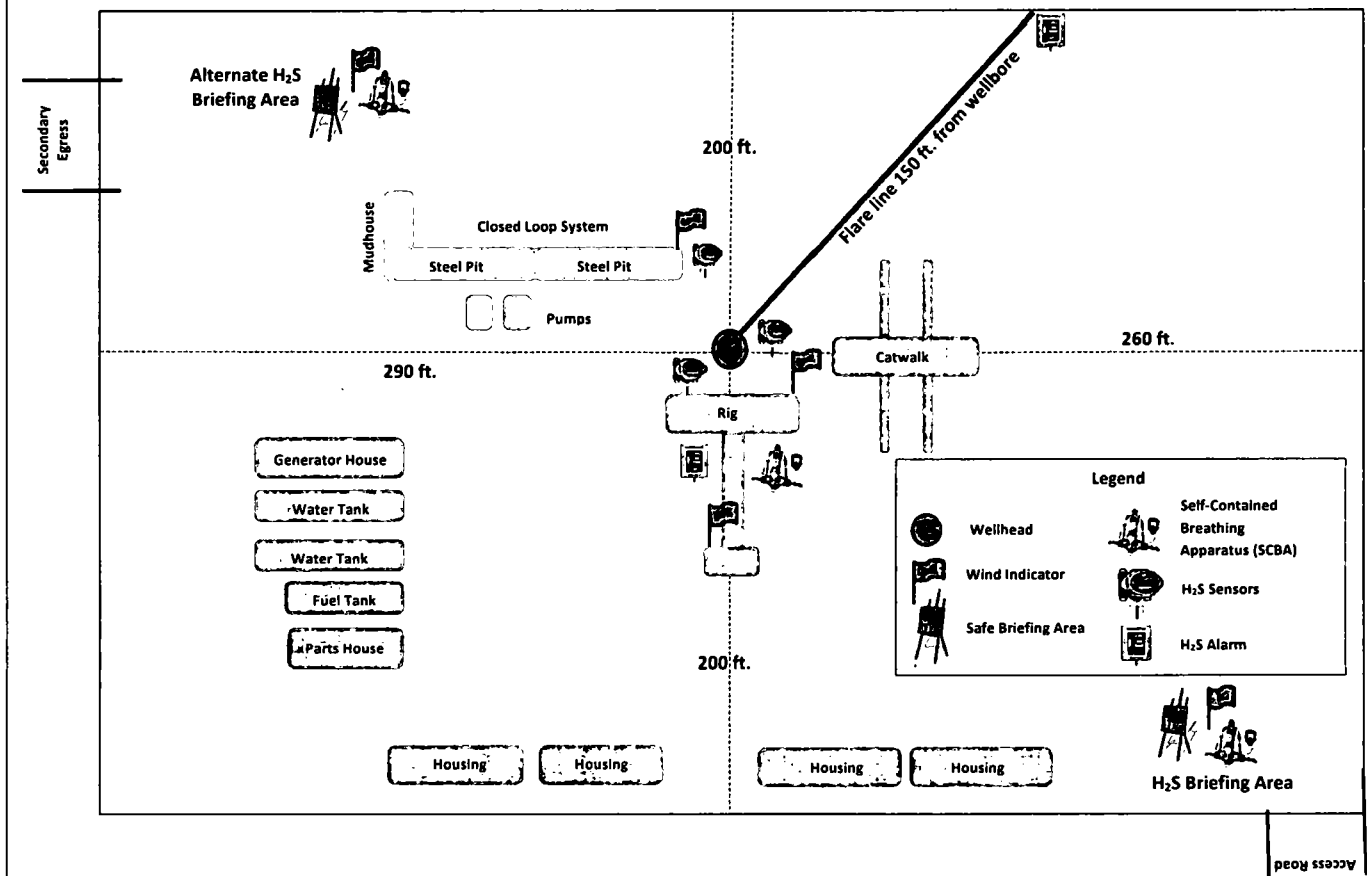 Alternate H₂S
Briefing Area
Secondary
Egress
200 ft.
Flare line 150 ft. from wellbore
Mudhouse
Closed Loop System
Steel Pit
Steel Pit
Pumps
290 ft.
260 ft.
Catwalk
Rig
Generator House
Water Tank
Water Tank
Fuel Tank
Parts House
200 ft.
Legend
Wellhead
Wind Indicator
Safe Briefing Area
Self-Contained
Breathing
Apparatus (SCBA)
H₂S Sensors
H₂S Alarm
Housing
Housing
Housing
Housing
H₂S Briefing Area
Access Road